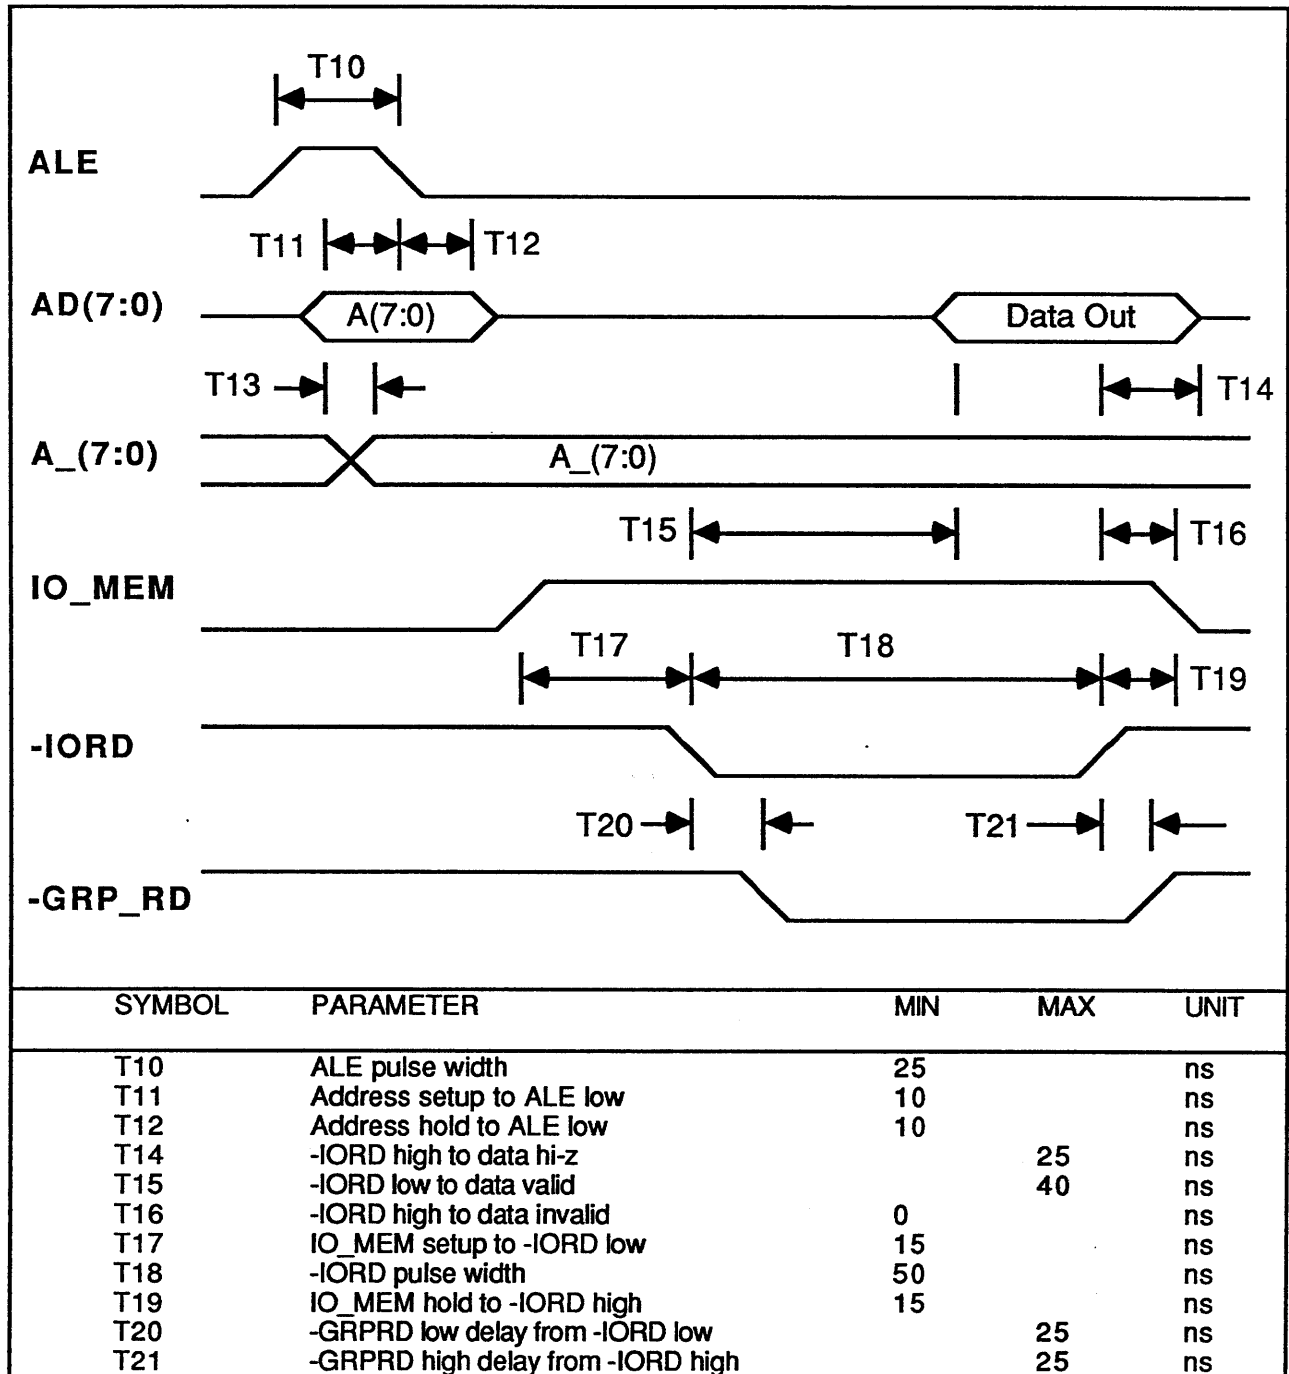 T10
ALE
T11 T12
AD(7:0) A(7:0) Data Out
T13 T14
A_(7:0) A_(7:0)
T15 T16
IO_MEM
T17 T18
T19
-IORD
T20 T21
-GRP_RD
SYMBOL PARAMETER MIN MAX UNIT
T10 ALE pulse width 25 ns
T11 Address setup to ALE low 10 ns
T12 Address hold to ALE low 10 ns
T14 -IORD high to data hi-z 25 ns
T15 -IORD low to data valid 40 ns
T16 -IORD high to data invalid 0 ns
T17 IO_MEM setup to -IORD low 15 ns
T18 -IORD pulse width 50 ns
T19 IO_MEM hold to -IORD high 15 ns
T20 -GRPRD low delay from -IORD low 25 ns
T21 -GRPRD high delay from -IORD high 25 ns